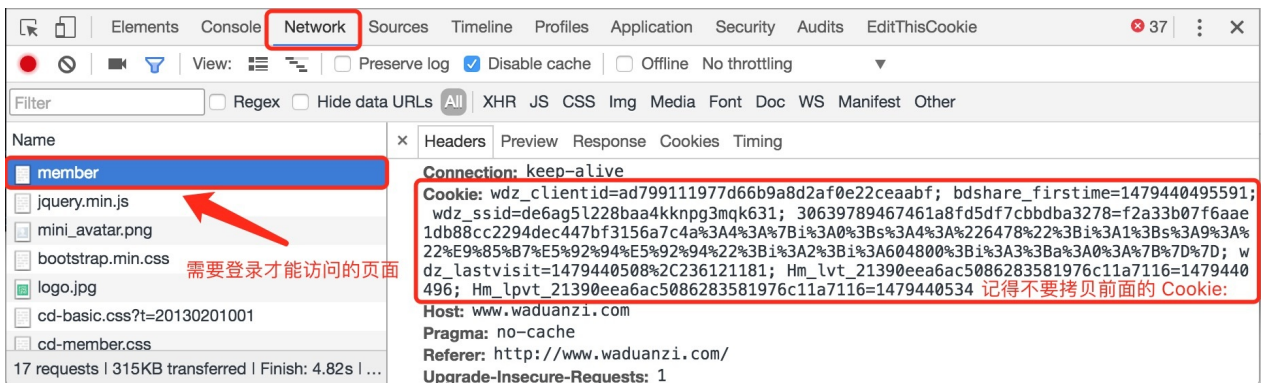 Elements Console Network Sources Timeline Profiles Application Security Audits EditThisCookie 37
View: Preserve log Disable cache Offline No throttling
Filter Regex Hide data URLs All XHR JS CSS Img Media Font Doc WS Manifest Other
Name
member
jquery.min.js
mini_avatar.png
bootstrap.min.css
需要登录才能访问的页面
logo.jpg
cd-basic.css?t=20130201001
cd-member.css
17 requests | 315KB transferred | Finish: 4.82s | ...
× Headers Preview Response Cookies Timing
Connection: keep-alive
Cookie: wdz_clientid=ad799111977d66b9a8d2af0e22ceaabf; bdshare_firstime=1479440495591;
wdz_ssid=de6ag5l228baa4kknpg3mqk631; 30639789467461a8fd5df7cbbdba3278=f2a33b07f6aae
1db88cc2294dec447bf3156a7c4a%3A4%3A%7Bi%3A0%3Bs%3A4%3A%226478%22%3Bi%3A1%3Bs%3A9%3A%
22%E9%85%B7%E5%92%94%E5%92%94%22%3Bi%3A2%3Bi%3A604800%3Bi%3A3%3Ba%3A0%3A%7B%7D%7D; w
dz_lastvisit=1479440508%2C236121181; Hm_lvt_21390eea6ac5086283581976c11a7116=1479440
496; Hm_lpvt_21390eea6ac5086283581976c11a7116=1479440534 记得不要拷贝前面的 Cookie:
Host: www.waduanzi.com
Pragma: no-cache
Referer: http://www.waduanzi.com/
Upgrade-Insecure-Requests: 1